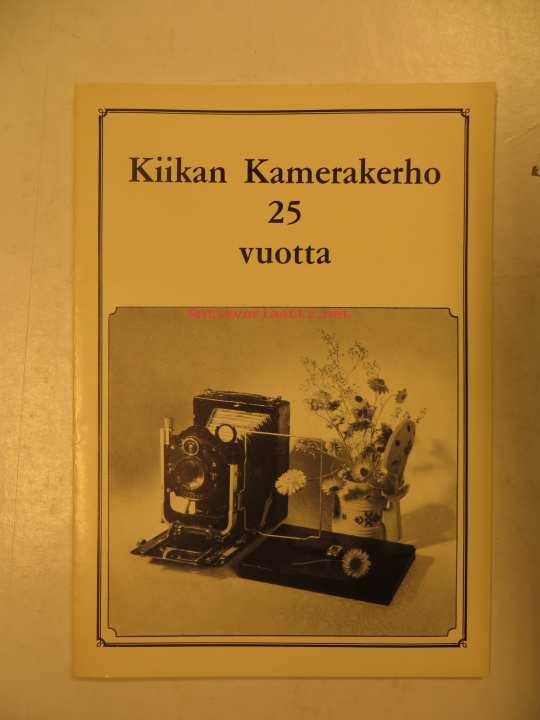 Kiikan Kamerakerho
25
vuotta
Antikvariaatti.net